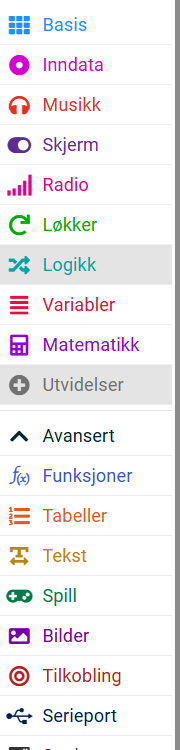 Basis
Inndata
Musikk
Skjerm
Radio
Løkker
Logikk
Variabler
Matematikk
Utvidelser
Avansert
Funksjoner
Tabeller
Tekst
Spill
Bilder
Tilkobling
Serieport